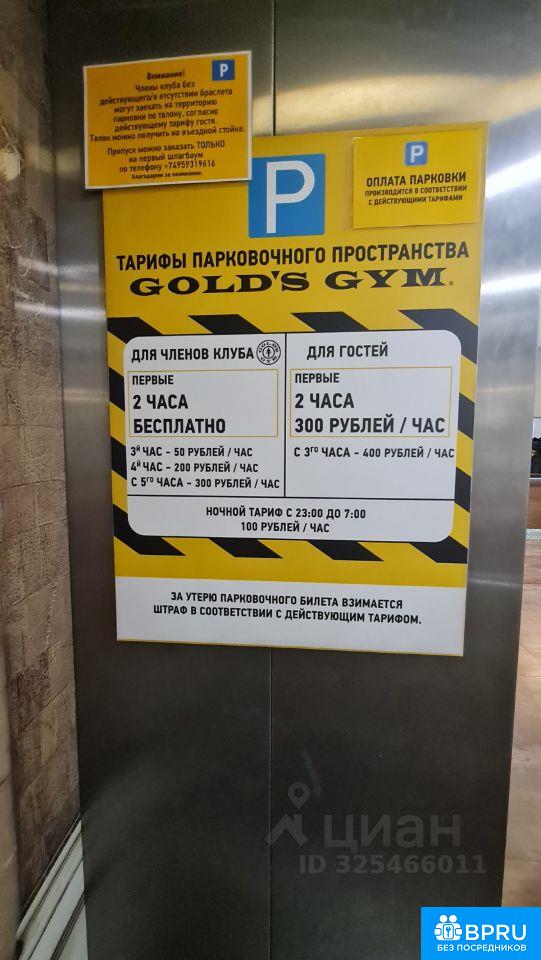 Внимание!
P
Члены клуба без
действующего/в отсутствии браслета
могут заехать на территорию
парковки по талону, согласно
действующему тарифу гостя.
Талон можно получить на въездной стойке.
Пропуск можно заказать ТОЛЬКО
на первый шлагбаум
по телефону +74959319616
Благодарим за понимание.
P
P
ОПЛАТА ПАРКОВКИ
ПРОИЗВОДИТСЯ В СООТВЕТСТВИИ
С ДЕЙСТВУЮЩИМИ ТАРИФАМИ
ТАРИФЫ ПАРКОВОЧНОГО ПРОСТРАНСТВА
GOLD'S GYM®
ДЛЯ ЧЛЕНОВ КЛУБА
GOLD'S GYM
ПЕРВЫЕ
2 ЧАСА
БЕСПЛАТНО
3й ЧАС - 50 РУБЛЕЙ / ЧАС
4й ЧАС - 200 РУБЛЕЙ / ЧАС
С 5го ЧАСА - 300 РУБЛЕЙ / ЧАС
ДЛЯ ГОСТЕЙ
ПЕРВЫЕ
2 ЧАСА
300 РУБЛЕЙ / ЧАС
С 3го ЧАСА - 400 РУБЛЕЙ / ЧАС
НОЧНОЙ ТАРИФ С 23:00 ДО 7:00
100 РУБЛЕЙ / ЧАС
ЗА УТЕРЮ ПАРКОВОЧНОГО БИЛЕТА ВЗИМАЕТСЯ
ШТРАФ В СООТВЕТСТВИИ С ДЕЙСТВУЮЩИМ ТАРИФОМ.
циан
ID 325466011
BPRU
БЕЗ ПОСРЕДНИКОВ